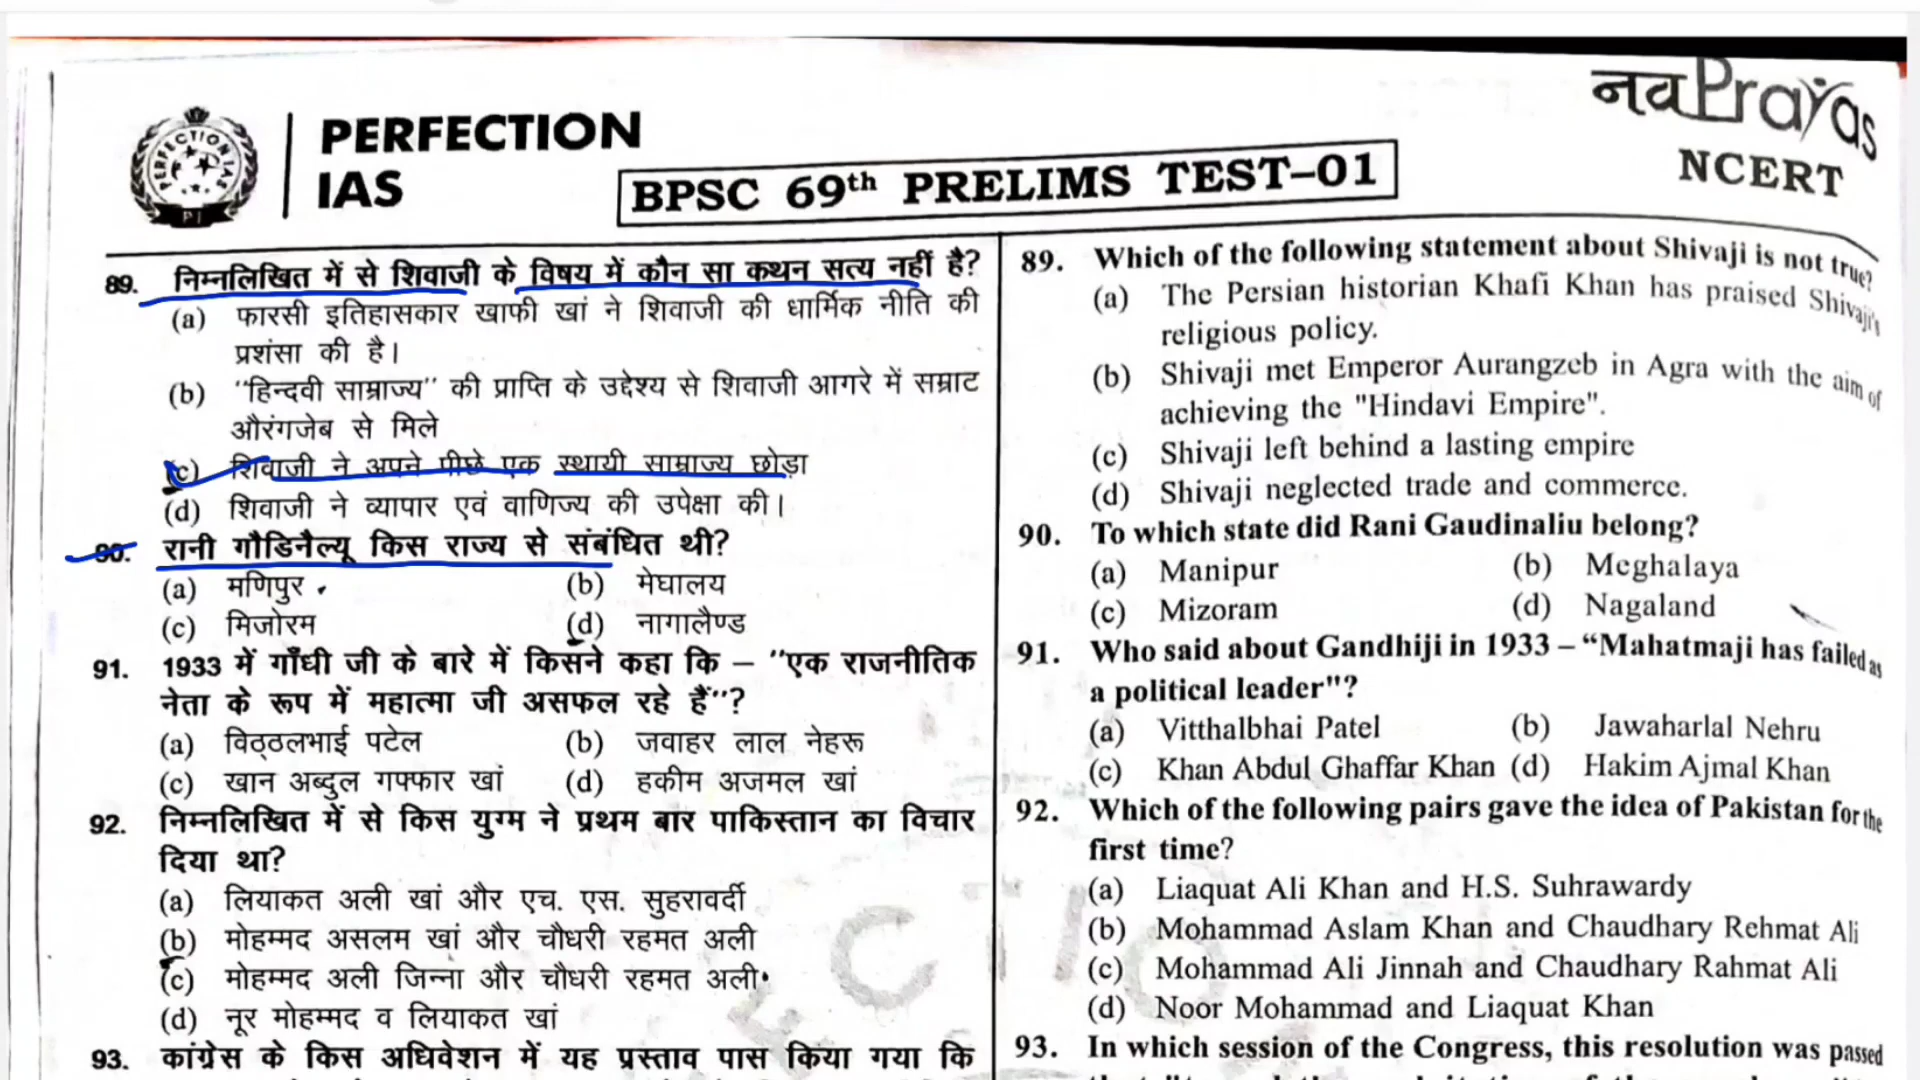 PERFECTION
IAS
BPSC 69th PRELIMS TEST–01
नवPrayas
NCERT
89. निम्नलिखित में से शिवाजी के विषय में कौन सा कथन सत्य नहीं है?
(a) फारसी इतिहासकार खाफी खां ने शिवाजी की धार्मिक नीति की
प्रशंसा की है।
(b) "हिन्दवी साम्राज्य" की प्राप्ति के उद्देश्य से शिवाजी आगरे में सम्राट
औरंगजेब से मिले
(c) शिवाजी ने अपने पीछे एक स्थायी साम्राज्य छोड़ा
(d) शिवाजी ने व्यापार एवं वाणिज्य की उपेक्षा की।
90. रानी गौडिनैल्यू किस राज्य से संबंधित थी?
(a) मणिपुर (b) मेघालय
(c) मिजोरम (d) नागालैण्ड
91. 1933 में गाँधी जी के बारे में किसने कहा कि – "एक राजनीतिक
नेता के रूप में महात्मा जी असफल रहे हैं"?
(a) विठ्ठलभाई पटेल (b) जवाहर लाल नेहरू
(c) खान अब्दुल गफ्फार खां (d) हकीम अजमल खां
92. निम्नलिखित में से किस युग्म ने प्रथम बार पाकिस्तान का विचार
दिया था?
(a) लियाकत अली खां और एच. एस. सुहरावर्दी
(b) मोहम्मद असलम खां और चौधरी रहमत अली
(c) मोहम्मद अली जिन्ना और चौधरी रहमत अली
(d) नूर मोहम्मद व लियाकत खां
93. कांग्रेस के किस अधिवेशन में यह प्रस्ताव पास किया गया कि
89. Which of the following statement about Shivaji is not true?
(a) The Persian historian Khafi Khan has praised Shivaji's
religious policy.
(b) Shivaji met Emperor Aurangzeb in Agra with the aim of
achieving the "Hindavi Empire".
(c) Shivaji left behind a lasting empire
(d) Shivaji neglected trade and commerce.
90. To which state did Rani Gaudinaliu belong?
(a) Manipur (b) Meghalaya
(c) Mizoram (d) Nagaland
91. Who said about Gandhiji in 1933 – “Mahatmaji has failed as
a political leader"?
(a) Vitthalbhai Patel (b) Jawaharlal Nehru
(c) Khan Abdul Ghaffar Khan (d) Hakim Ajmal Khan
92. Which of the following pairs gave the idea of Pakistan for the
first time?
(a) Liaquat Ali Khan and H.S. Suhrawardy
(b) Mohammad Aslam Khan and Chaudhary Rehmat Ali
(c) Mohammad Ali Jinnah and Chaudhary Rahmat Ali
(d) Noor Mohammad and Liaquat Khan
93. In which session of the Congress, this resolution was passed